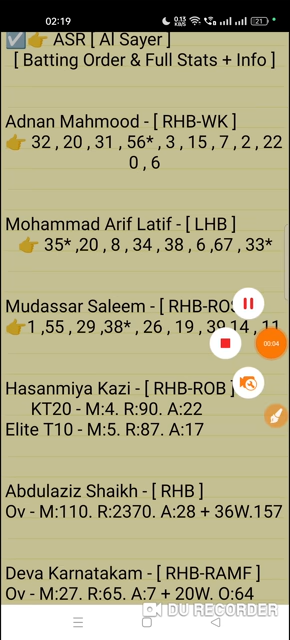 02:19
0.13
KB/s
21
☑️👉 ASR [ Al Sayer ]
[ Batting Order & Full Stats + Info ]
Adnan Mahmood - [ RHB-WK ]
👉 32 , 20 , 31 , 56* , 3 , 15 , 7 , 2 , 22
0 , 6
Mohammad Arif Latif - [ LHB ]
👉 35* ,20 , 8 , 34 , 38 , 6 ,67 , 33*
Mudassar Saleem - [ RHB-RO
👉1 ,55 , 29 ,38* , 26 , 19 , 39 14 , 11
00:04
Hasanmiya Kazi - [ RHB-ROB ]
KT20 - M:4. R:90. A:22
Elite T10 - M:5. R:87. A:17
Abdulaziz Shaikh - [ RHB ]
Ov - M:110. R:2370. A:28 + 36W.157
Deva Karnatakam - [ RHB-RAMF ]
Ov - M:27. R:65. A:7 + 20W. O:64
DU RECORDER